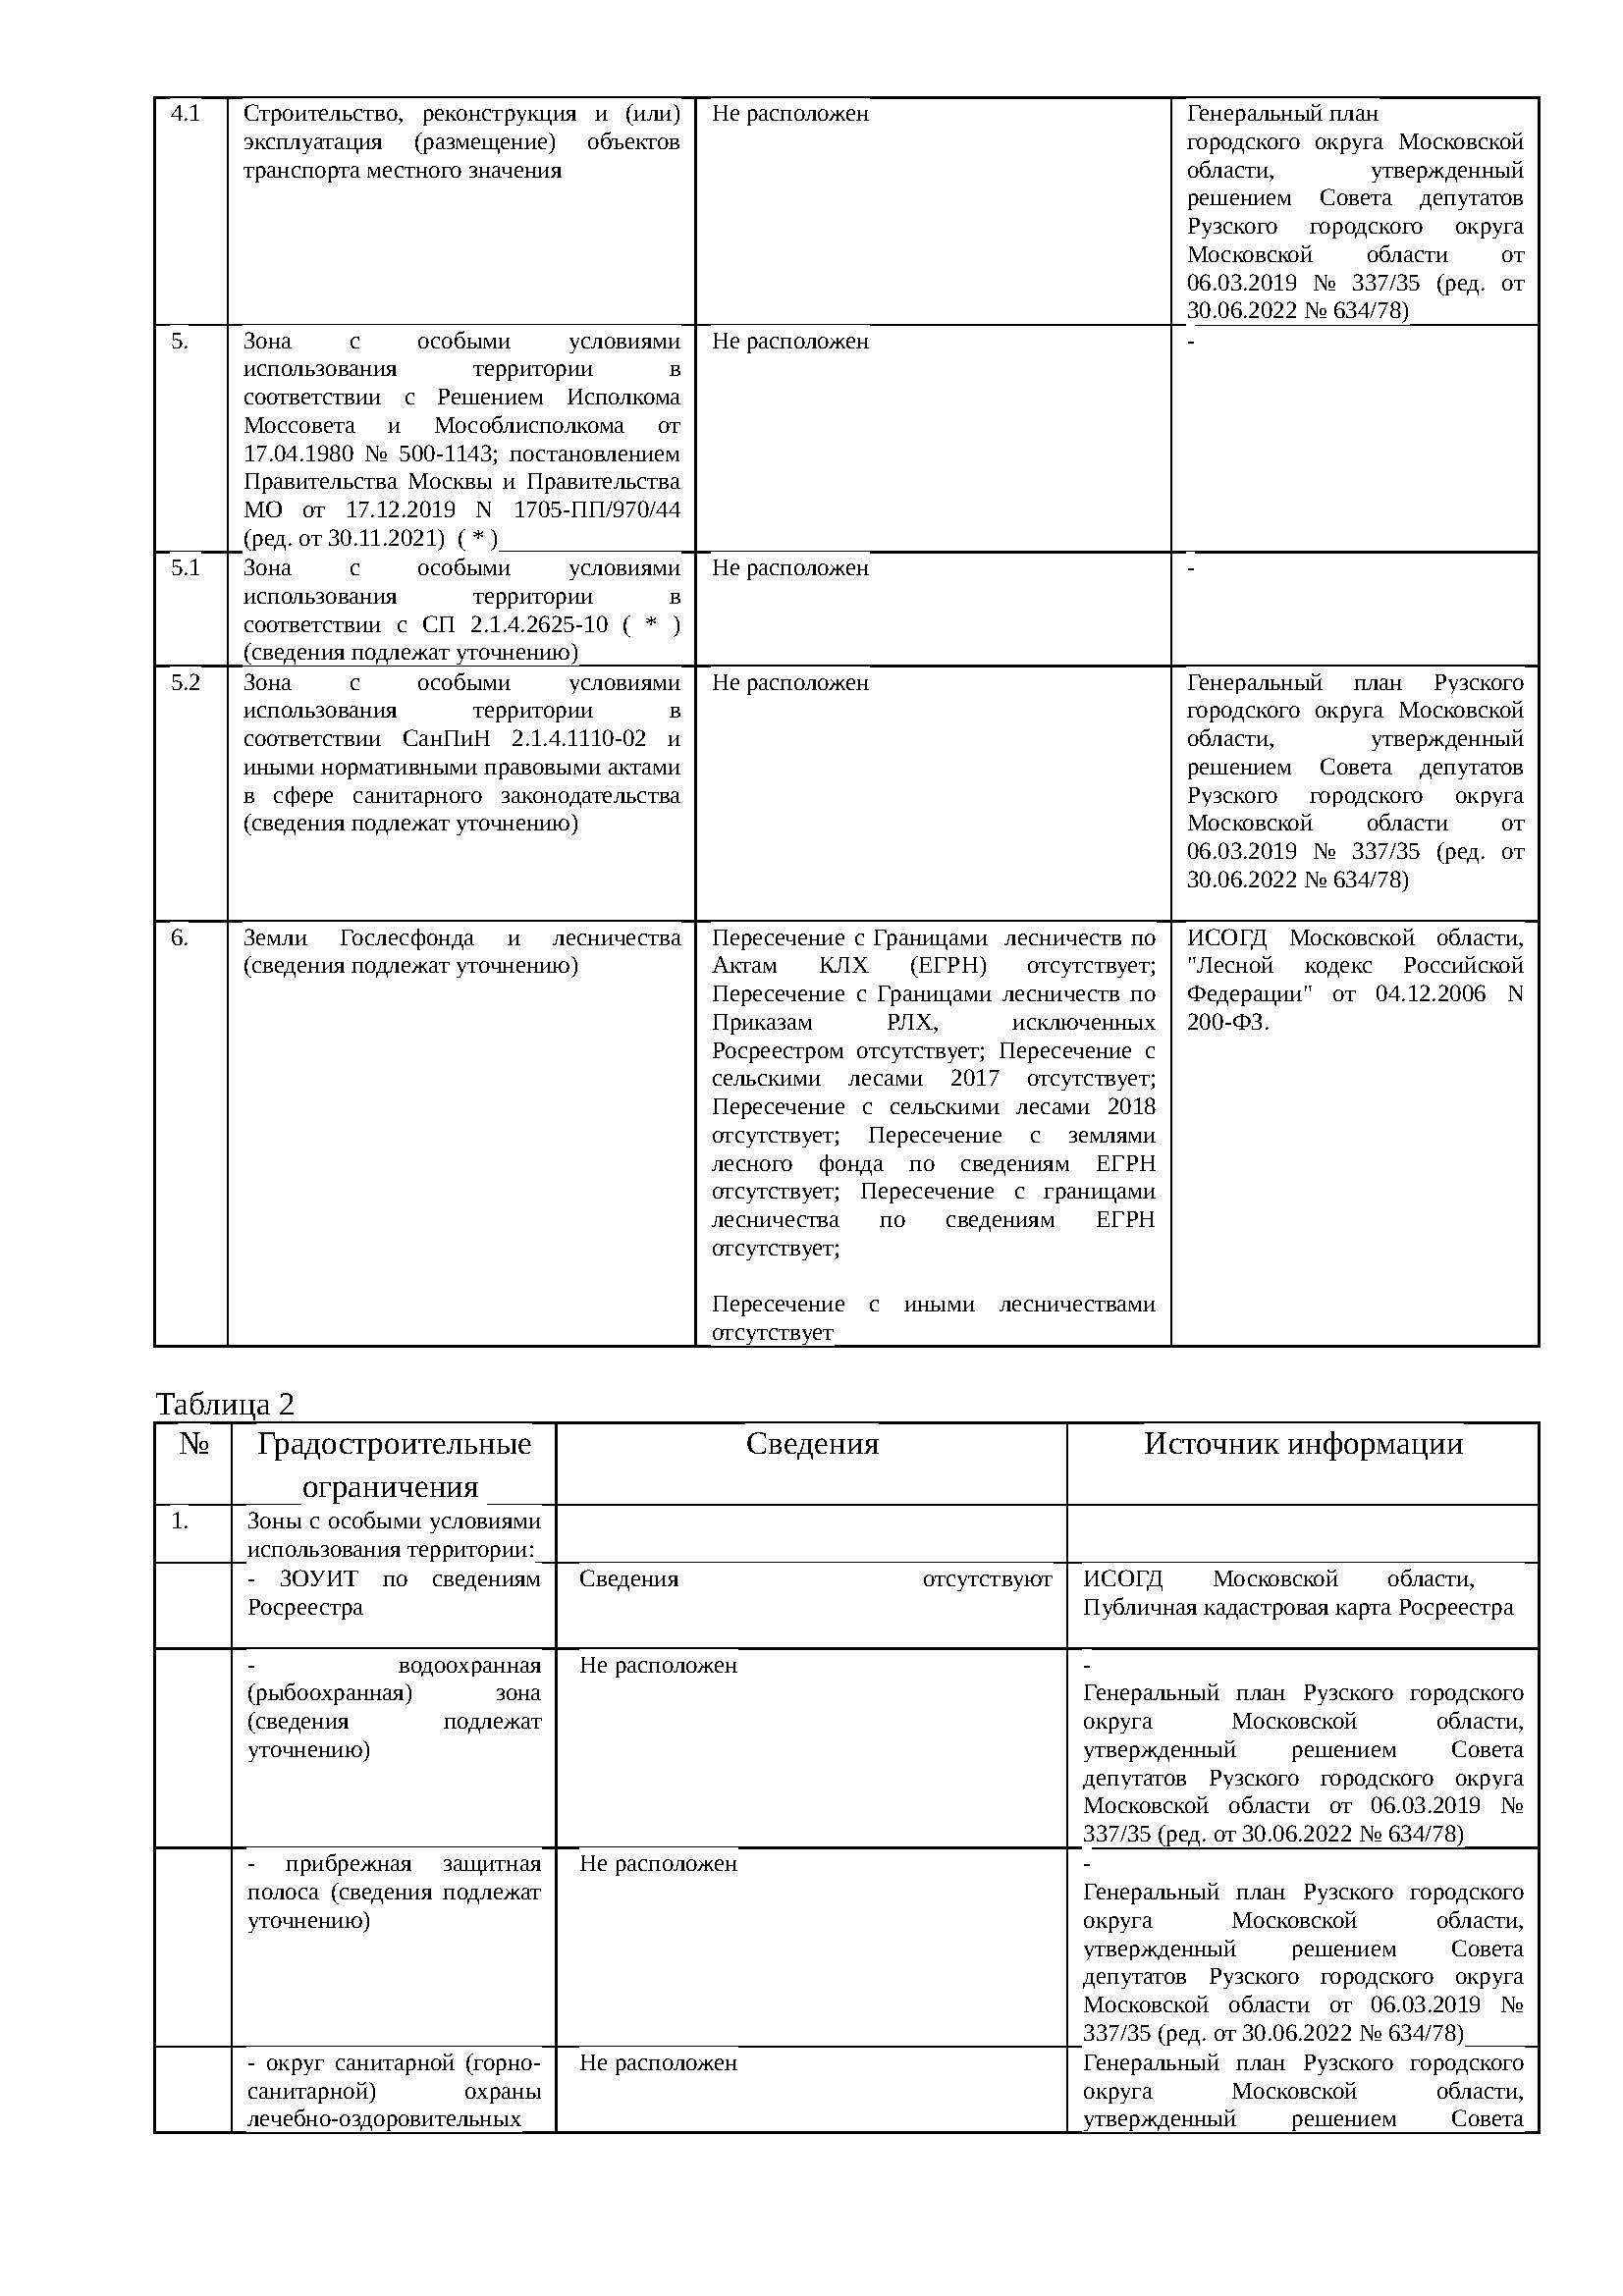 4.1
Строительство, реконструкция и (или)
эксплуатация (размещение) объектов
транспорта местного значения
Не расположен
Генеральный план
городского округа Московской
области, утвержденный
решением Совета депутатов
Рузского городского округа
Московской области от
06.03.2019 № 337/35 (ред. от
30.06.2022 № 634/78)
5.
Зона с особыми условиями
использования территории в
соответствии с Решением Исполкома
Моссовета и Мособлисполкома от
17.04.1980 № 500-1143; постановлением
Правительства Москвы и Правительства
МО от 17.12.2019 N 1705-ПП/970/44
(ред. от 30.11.2021) ( * )
Не расположен
-
5.1
Зона с особыми условиями
использования территории в
соответствии с СП 2.1.4.2625-10 ( * )
(сведения подлежат уточнению)
Не расположен
-
5.2
Зона с особыми условиями
использования территории в
соответствии СанПиН 2.1.4.1110-02 и
иными нормативными правовыми актами
в сфере санитарного законодательства
(сведения подлежат уточнению)
Не расположен
Генеральный план Рузского
городского округа Московской
области, утвержденный
решением Совета депутатов
Рузского городского округа
Московской области от
06.03.2019 № 337/35 (ред. от
30.06.2022 № 634/78)
6.
Земли Гослесфонда и лесничества
(сведения подлежат уточнению)
Пересечение с Границами лесничеств по
Актам КЛХ (ЕГРН) отсутствует;
Пересечение с Границами лесничеств по
Приказам РЛХ, исключенных
Росреестром отсутствует; Пересечение с
сельскими лесами 2017 отсутствует;
Пересечение с сельскими лесами 2018
отсутствует; Пересечение с землями
лесного фонда по сведениям ЕГРН
отсутствует; Пересечение с границами
лесничества по сведениям ЕГРН
отсутствует;
Пересечение с иными лесничествами
отсутствует
ИСОГД Московской области,
"Лесной кодекс Российской
Федерации" от 04.12.2006 N
200-ФЗ.
Таблица 2
№
Градостроительные
ограничения
Сведения
Источник информации
1.
Зоны с особыми условиями
использования территории:
- ЗОУИТ по сведениям
Росреестра
Сведения отсутствуют
ИСОГД Московской области,
Публичная кадастровая карта Росреестра
- водоохранная
(рыбоохранная) зона
(сведения подлежат
уточнению)
Не расположен
-
Генеральный план Рузского городского
округа Московской области,
утвержденный решением Совета
депутатов Рузского городского округа
Московской области от 06.03.2019 №
337/35 (ред. от 30.06.2022 № 634/78)
- прибрежная защитная
полоса (сведения подлежат
уточнению)
Не расположен
-
Генеральный план Рузского городского
округа Московской области,
утвержденный решением Совета
депутатов Рузского городского округа
Московской области от 06.03.2019 №
337/35 (ред. от 30.06.2022 № 634/78)
- округ санитарной (горно-
санитарной) охраны
лечебно-оздоровительных
Не расположен
Генеральный план Рузского городского
округа Московской области,
утвержденный решением Совета